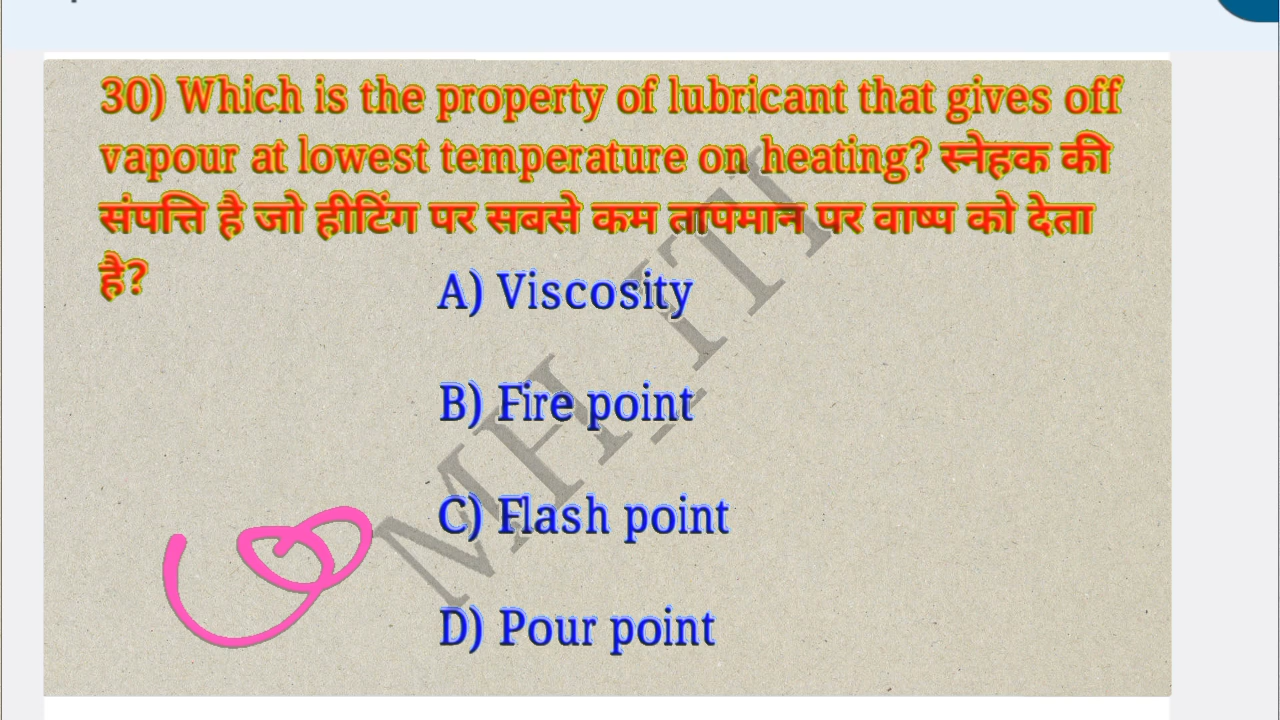 30) Which is the property of lubricant that gives off
vapour at lowest temperature on heating? स्नेहक की
संपत्ति है जो हीटिंग पर सबसे कम तापमान पर वाष्प को देता
है?
A) Viscosity
B) Fire point
C) Flash point
D) Pour point
MH_ITI